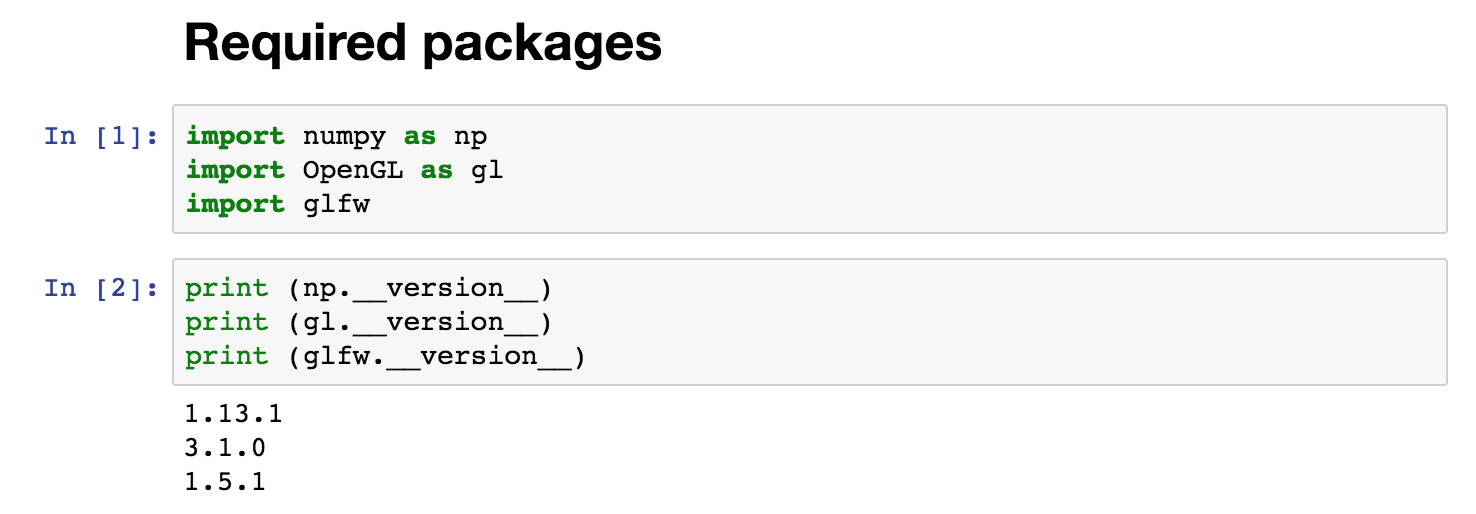 Required packages
In [1]: import numpy as np
import OpenGL as gl
import glfw
In [2]: print (np.__version__)
print (gl.__version__)
print (glfw.__version__)
1.13.1
3.1.0
1.5.1